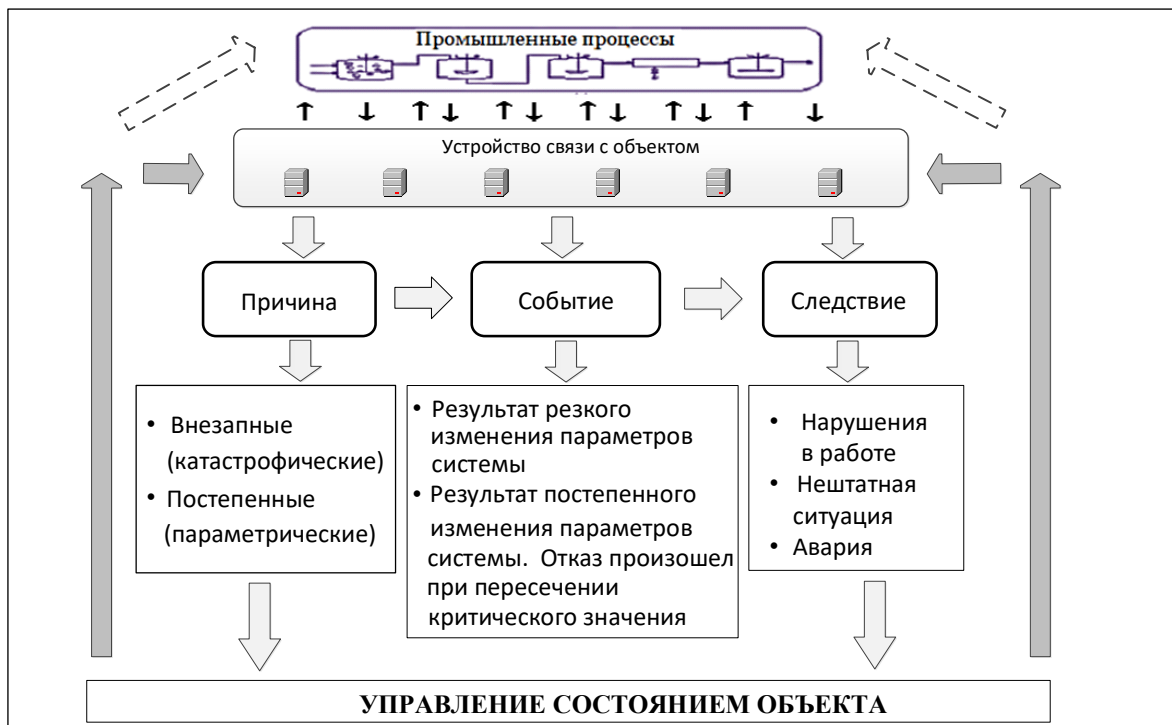 Промышленные процессы
Устройство связи с объектом
Причина
Событие
Следствие
• Внезапные
(катастрофические)
• Постепенные
(параметрические)
• Результат резкого
изменения параметров
системы
• Результат постепенного
изменения параметров
системы. Отказ произошел
при пересечении
критического значения
• Нарушения
в работе
• Нештатная
ситуация
• Авария
УПРАВЛЕНИЕ СОСТОЯНИЕМ ОБЪЕКТА